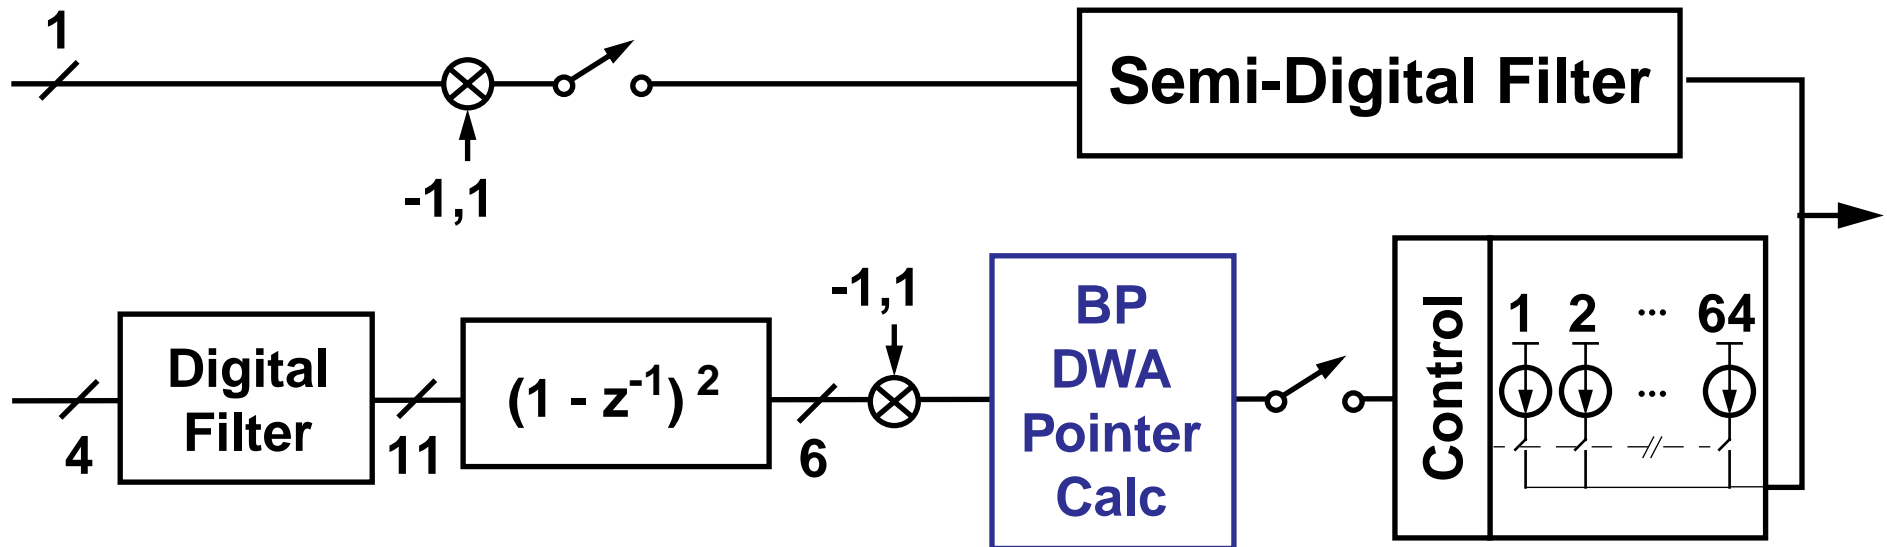 1
Semi-Digital Filter
-1,1
-1,1
Digital
Filter
4
11
(1 - z⁻¹) ²
6
BP
DWA
Pointer
Calc
Control
1 2 ··· 64
···